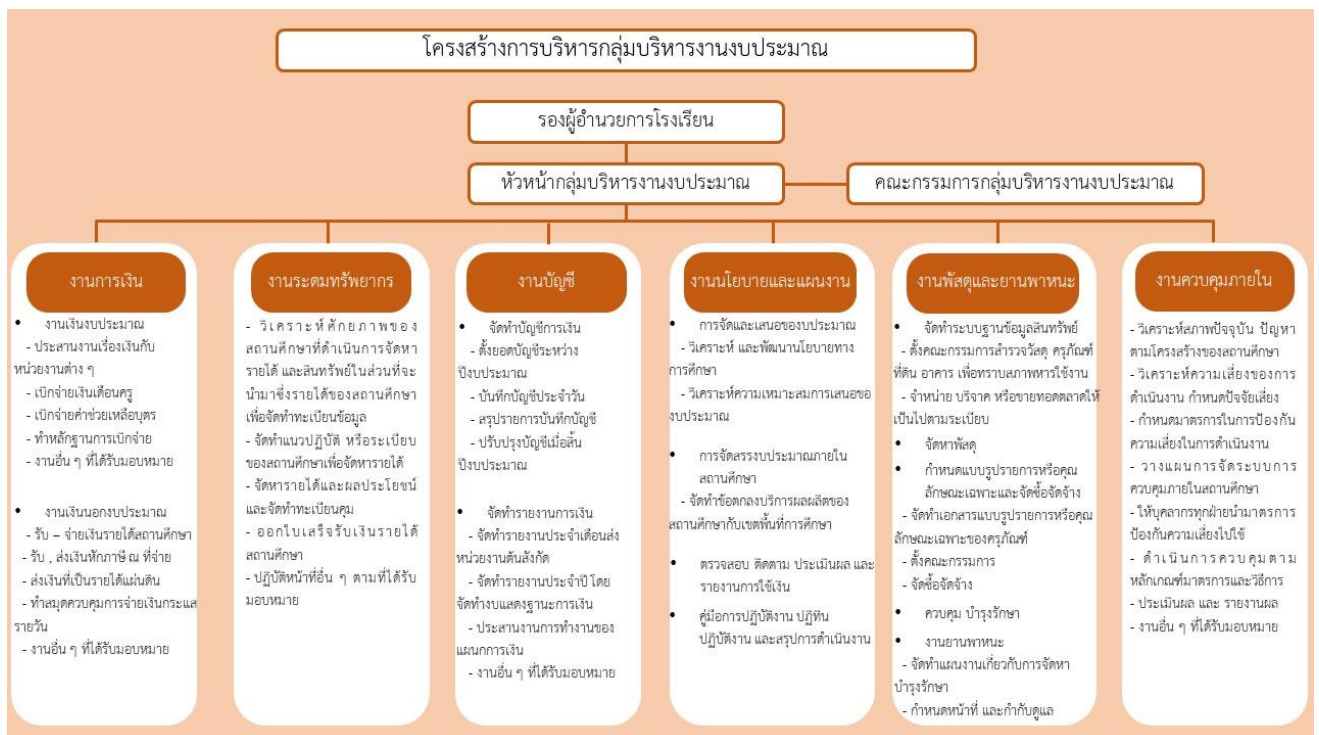 โครงสร้างการบริหารกลุ่มบริหารงานงบประมาณ
รองผู้อำนวยการโรงเรียน
หัวหน้ากลุ่มบริหารงานงบประมาณ
คณะกรรมการกลุ่มบริหารงานงบประมาณ
งานการเงิน
• งานเงินงบประมาณ
- ประสานงานเรื่องเงินกับ
หน่วยงานต่าง ๆ
- เบิกจ่ายเงินเดือนครู
- เบิกจ่ายค่าช่วยเหลือบุตร
- ทำหลักฐานการเบิกจ่าย
- งานอื่น ๆ ที่ได้รับมอบหมาย
• งานเงินนอกงบประมาณ
- รับ – จ่ายเงินรายได้สถานศึกษา
- รับ , ส่งเงินหักภาษี ณ ที่จ่าย
- ส่งเงินที่เป็นรายได้แผ่นดิน
- ทำสมุดควบคุมการจ่ายเงินกระแส
รายวัน
- งานอื่น ๆ ที่ได้รับมอบหมาย
งานระดมทรัพยากร
- วิเคราะห์ศักยภาพของ
สถานศึกษาที่ดำเนินการจัดหา
รายได้ และสินทรัพย์ในส่วนที่จะ
นำมาซึ่งรายได้ของสถานศึกษา
เพื่อจัดทำทะเบียนข้อมูล
- จัดทำแนวปฏิบัติ หรือระเบียบ
ของสถานศึกษาเพื่อจัดหารายได้
- จัดหารายได้และผลประโยชน์
และจัดทำทะเบียนคุม
- ออกใบเสร็จรับเงินรายได้
สถานศึกษา
- ปฏิบัติหน้าที่อื่น ๆ ตามที่ได้รับ
มอบหมาย
งานบัญชี
• จัดทำบัญชีการเงิน
- ตั้งยอดบัญชีระหว่าง
ปีงบประมาณ
- บันทึกบัญชีประจำวัน
- สรุปรายการบันทึกบัญชี
- ปรับปรุงบัญชีเมื่อสิ้น
ปีงบประมาณ
• จัดทำรายงานการเงิน
- จัดทำรายงานประจำเดือนส่ง
หน่วยงานต้นสังกัด
- จัดทำรายงานประจำปี โดย
จัดทำงบแสดงฐานะการเงิน
- ประสานงานการทำงานของ
แผนกการเงิน
- งานอื่น ๆ ที่ได้รับมอบหมาย
งานนโยบายและแผนงาน
• การจัดและเสนอของบประมาณ
- วิเคราะห์ และพัฒนานโยบายทาง
การศึกษา
- วิเคราะห์ความเหมาะสมการเสนอขอ
งบประมาณ
• การจัดสรรงบประมาณภายใน
สถานศึกษา
- จัดทำข้อตกลงบริการผลผลิตของ
สถานศึกษากับเขตพื้นที่การศึกษา
• ตรวจสอบ ติดตาม ประเมินผล และ
รายงานการใช้เงิน
• คู่มือการปฏิบัติงาน ปฏิทิน
ปฏิบัติงาน และสรุปการดำเนินงาน
งานพัสดุและยานพาหนะ
• จัดทำระบบฐานข้อมูลสินทรัพย์
- ตั้งคณะกรรมการสำรวจวัสดุ ครุภัณฑ์
ที่ดิน อาคาร เพื่อทราบสภาพหารใช้งาน
- จำหน่าย บริจาค หรือขายทอดตลาดให้
เป็นไปตามระเบียบ
• จัดหาพัสดุ
• กำหนดแบบรูปรายการหรือคุณ
ลักษณะเฉพาะและจัดซื้อจัดจ้าง
- จัดทำเอกสารแบบรูปรายการหรือคุณ
ลักษณะเฉพาะของครุภัณฑ์
- ตั้งคณะกรรมการ
- จัดซื้อจัดจ้าง
• ควบคุม บำรุงรักษา
• งานยานพาหนะ
- จัดทำแผนงานเกี่ยวกับการจัดหา
บำรุงรักษา
- กำหนดหน้าที่ และกำกับดูแล
งานควบคุมภายใน
- วิเคราะห์สภาพปัจจุบัน ปัญหา
ตามโครงสร้างของสถานศึกษา
- วิเคราะห์ความเสี่ยงของการ
ดำเนินงาน กำหนดปัจจัยเสี่ยง
- กำหนดมาตรการในการป้องกัน
ความเสี่ยงในการดำเนินงาน
- วางแผนการจัดระบบการ
ควบคุมภายในสถานศึกษา
- ให้บุคลากรทุกฝ่ายนำมาตรการ
ป้องกันความเสี่ยงไปใช้
- ดำเนินการควบคุมตาม
หลักเกณฑ์มาตรการและวิธีการ
- ประเมินผล และ รายงานผล
- งานอื่น ๆ ที่ได้รับมอบหมาย